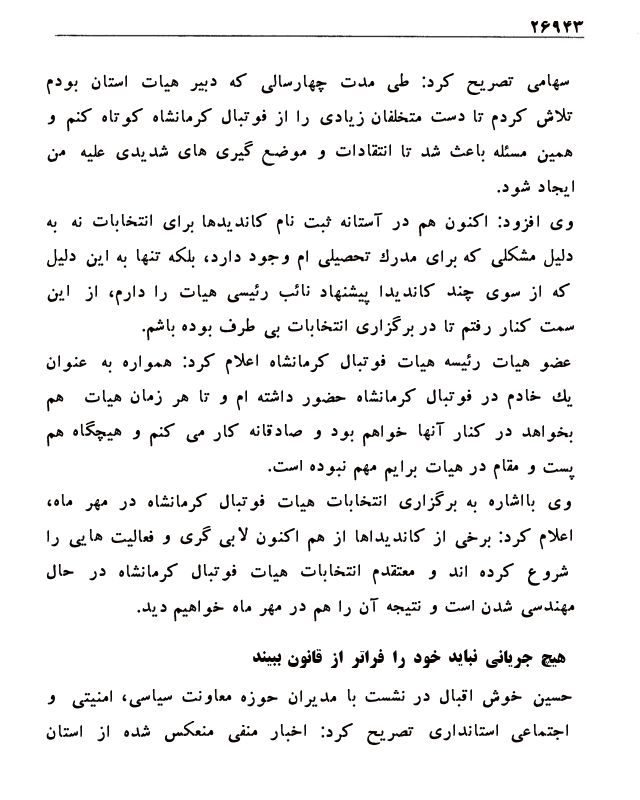 ۲۶۹۴۳
سهامی تصریح کرد: طی مدت چهارسالی که دبیر هیات استان بودم
تلاش کردم تا دست متخلفان زیادی را از فوتبال کرمانشاه کوتاه کنم و
همین مسئله باعث شد تا انتقادات و موضع گیری های شدیدی علیه من
ایجاد شود.
وی افزود: اکنون هم در آستانه ثبت نام کاندیدها برای انتخابات نه به
دلیل مشکلی که برای مدرك تحصیلی ام وجود دارد، بلکه تنها به این دلیل
که از سوی چند کاندیدا پیشنهاد نائب رئیسی هیات را دارم، از این
سمت کنار رفتم تا در برگزاری انتخابات بی طرف بوده باشم.
عضو هیات رئیسه هیات فوتبال کرمانشاه اعلام کرد: همواره به عنوان
یك خادم در فوتبال کرمانشاه حضور داشته ام و تا هر زمان هیات هم
بخواهد در کنار آنها خواهم بود و صادقانه کار می کنم و هیچگاه هم
پست و مقام در هیات برایم مهم نبوده است.
وی بااشاره به برگزاری انتخابات هیات فوتبال کرمانشاه در مهر ماه،
اعلام کرد: برخی از کاندیداها از هم اکنون لابی گری و فعالیت هایی را
شروع کرده اند و معتقدم انتخابات هیات فوتبال کرمانشاه در حال
مهندسی شدن است و نتیجه آن را هم در مهر ماه خواهیم دید.
هیچ جریانی نباید خود را فراتر از قانون ببیند
حسین خوش اقبال در نشست با مدیران حوزه معاونت سیاسی، امنیتی و
اجتماعی استانداری تصریح کرد: اخبار منفی منعکس شده از استان